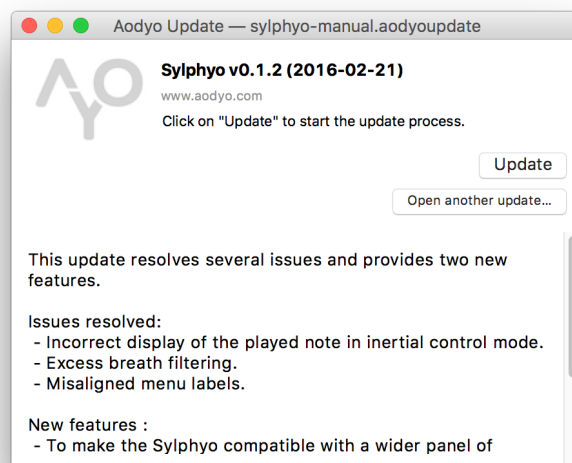 Aodyo Update — sylphyo-manual.aodyoupdate
AYO
Sylphyo v0.1.2 (2016-02-21)
www.aodyo.com
Click on "Update" to start the update process.
Update
Open another update...
This update resolves several issues and provides two new
features.
Issues resolved:
- Incorrect display of the played note in inertial control mode.
- Excess breath filtering.
- Misaligned menu labels.
New features :
- To make the Sylphyo compatible with a wider panel of